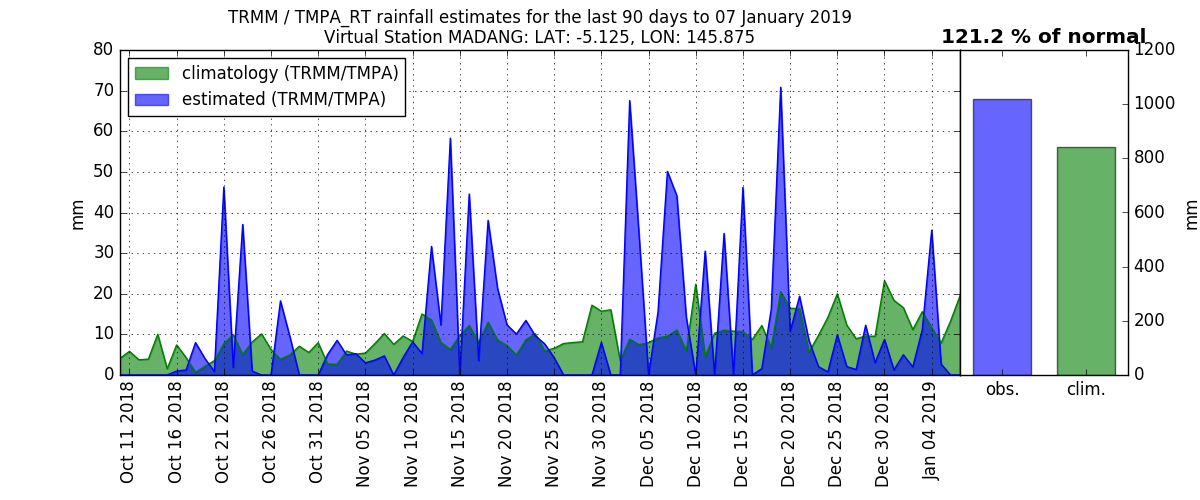 TRMM / TMPA_RT rainfall estimates for the last 90 days to 07 January 2019
Virtual Station MADANG: LAT: -5.125, LON: 145.875
121.2 % of normal
climatology (TRMM/TMPA)
estimated (TRMM/TMPA)
mm
80
70
60
50
40
30
20
10
0
Oct 11 2018
Oct 16 2018
Oct 21 2018
Oct 26 2018
Oct 31 2018
Nov 05 2018
Nov 10 2018
Nov 15 2018
Nov 20 2018
Nov 25 2018
Nov 30 2018
Dec 05 2018
Dec 10 2018
Dec 15 2018
Dec 20 2018
Dec 25 2018
Dec 30 2018
Jan 04 2019
obs.
clim.
1200
1000
800
600
400
200
0
mm